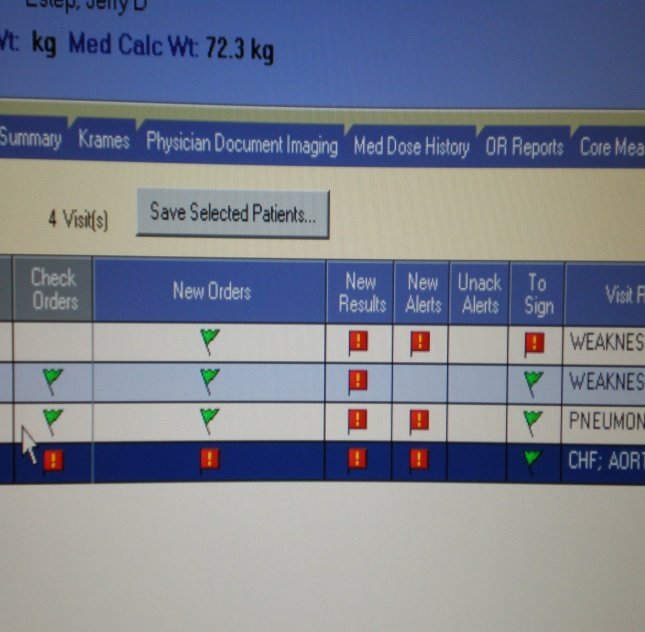 Estep, Jerry D
Wt: kg Med Calc Wt: 72.3 kg
Summary Krames Physician Document Imaging Med Dose History OR Reports Core Mea
4 Visit(s) Save Selected Patients...
Check Orders New Orders New Results New Alerts Unack Alerts To Sign Visit R
WEAKNES
WEAKNES
PNEUMON
CHF; AORT